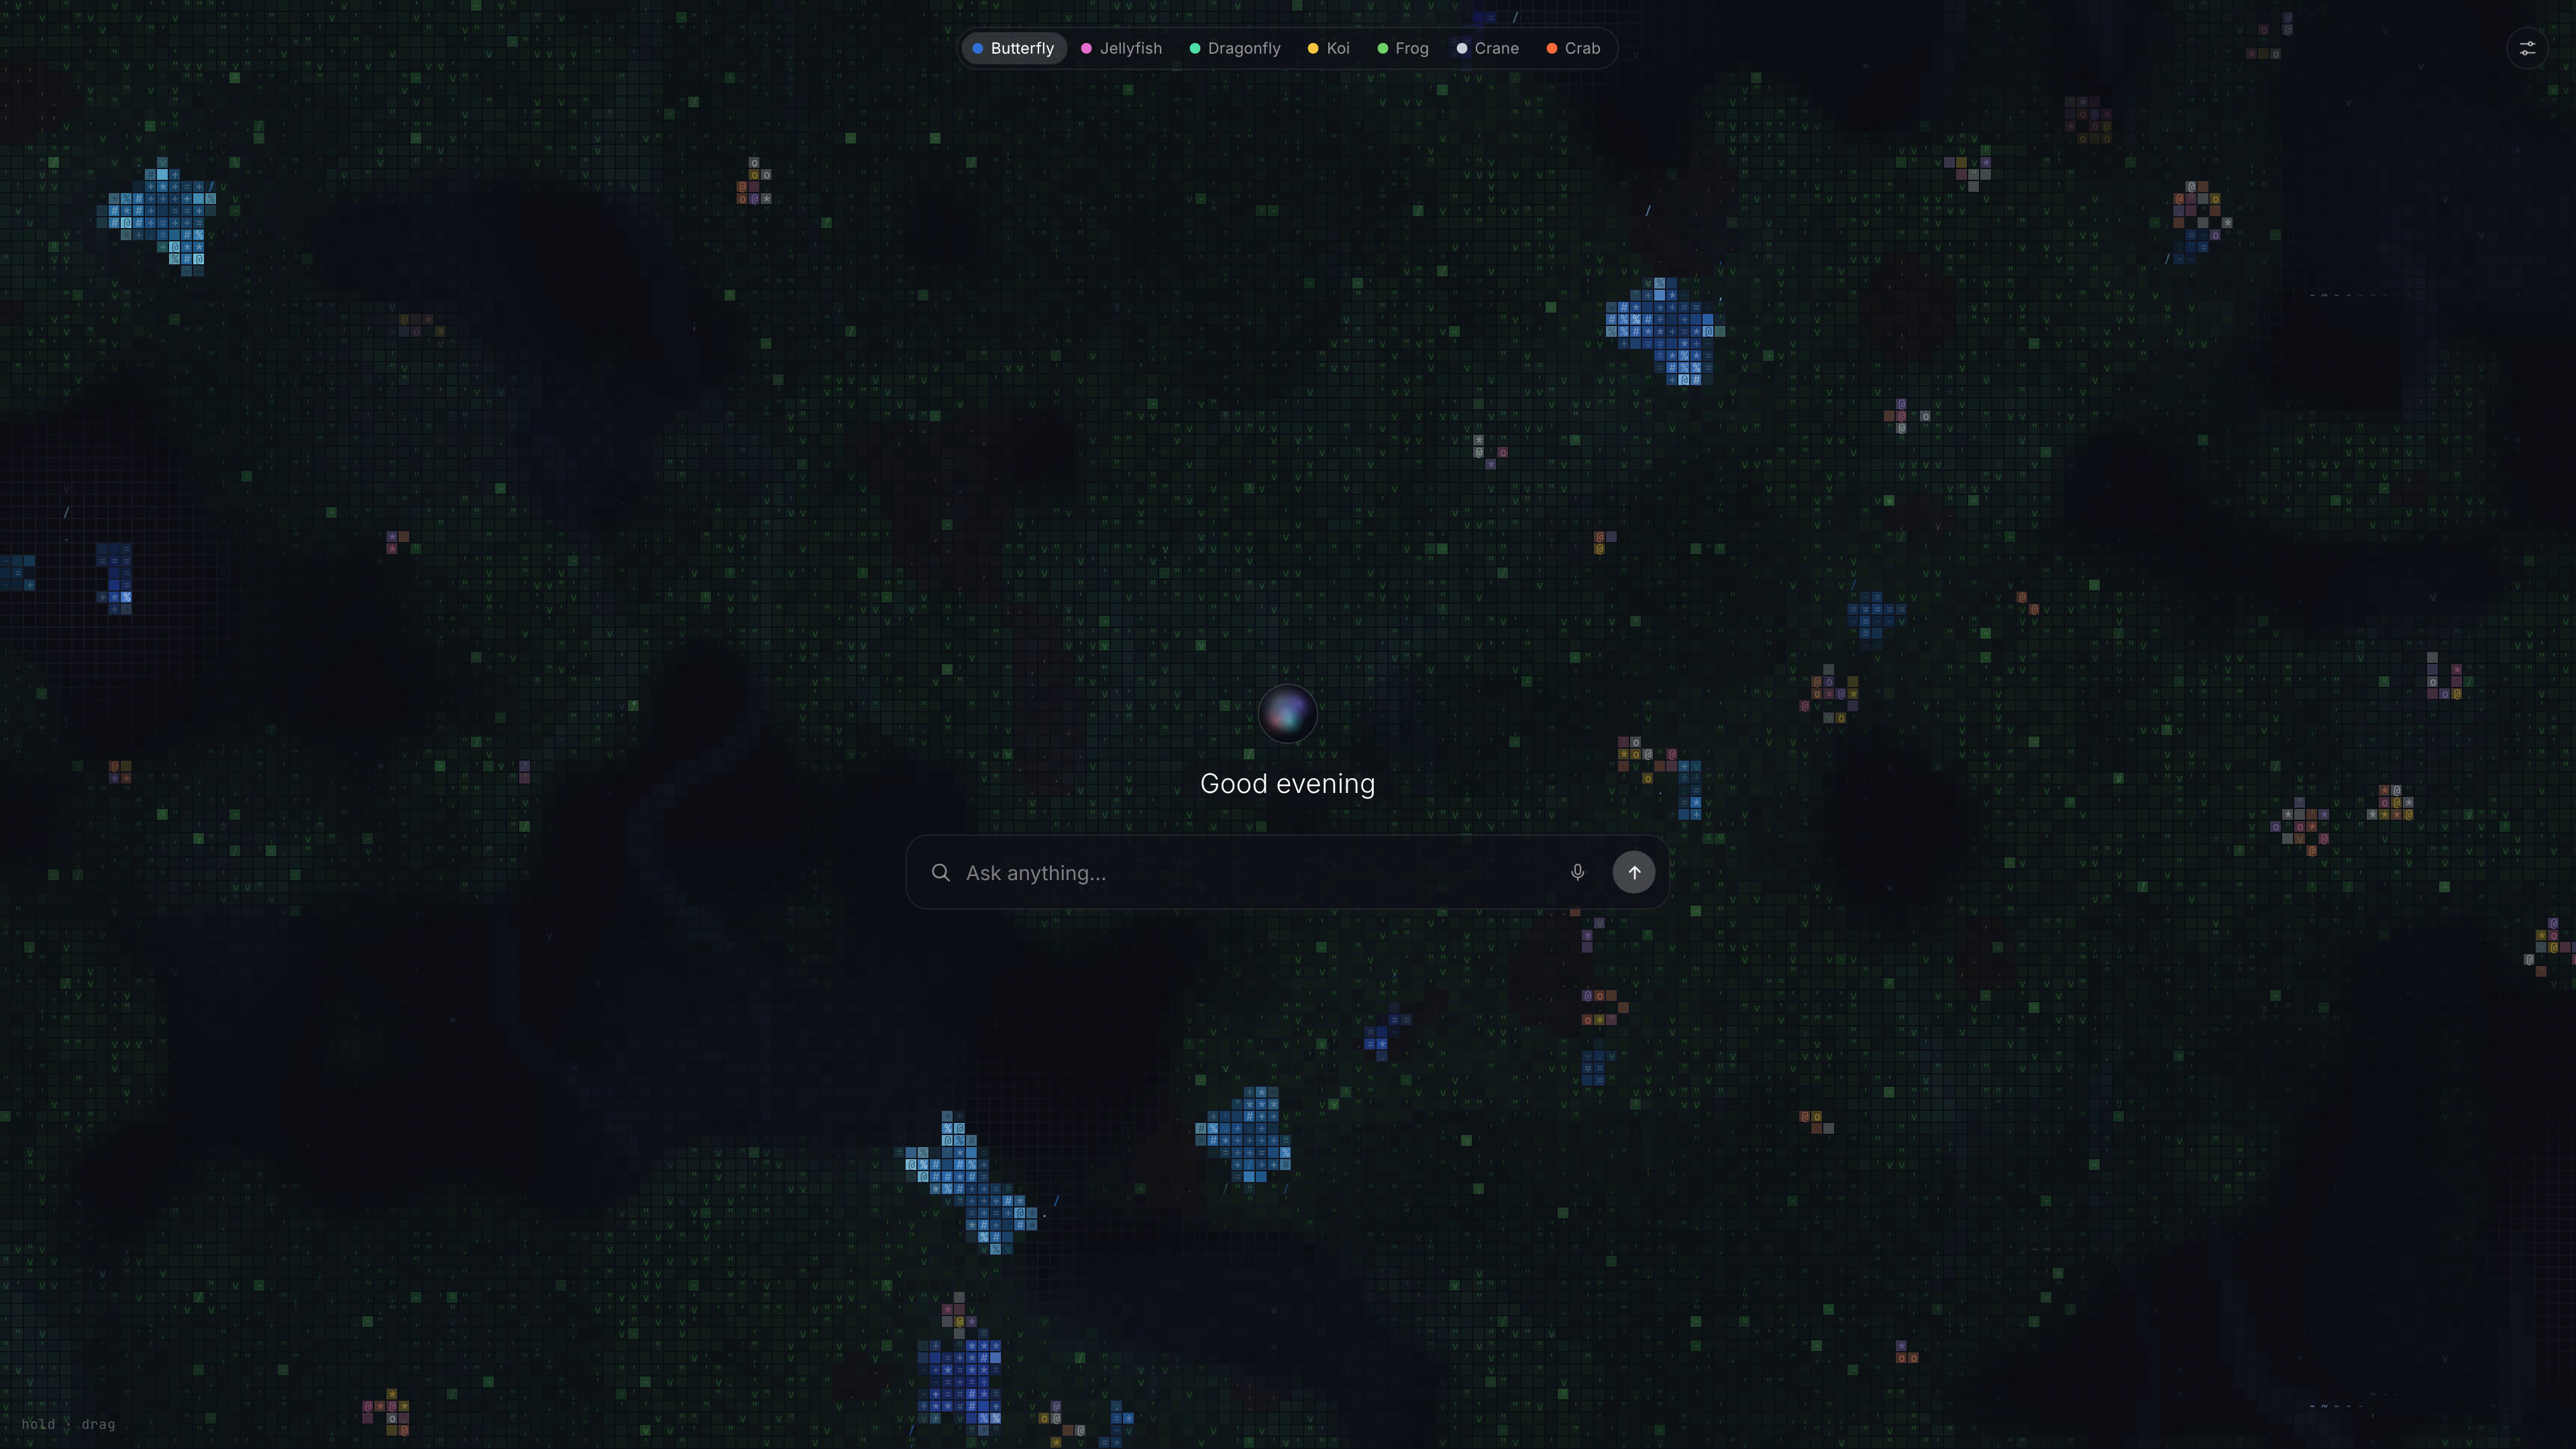 Butterfly Jellyfish Dragonfly Koi Frog Crane Crab
Good evening
Ask anything...
hold · drag